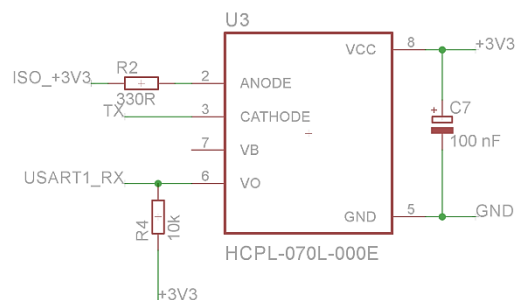 U3
8
+3V3
VCC
R2
ISO_+3V3
2
ANODE
330R
TX
3
CATHODE
+
C7
7
VB
100 nF
USART1_RX
6
VO
R4
10k
GND
5
GND
HCPL-070L-000E
+3V3